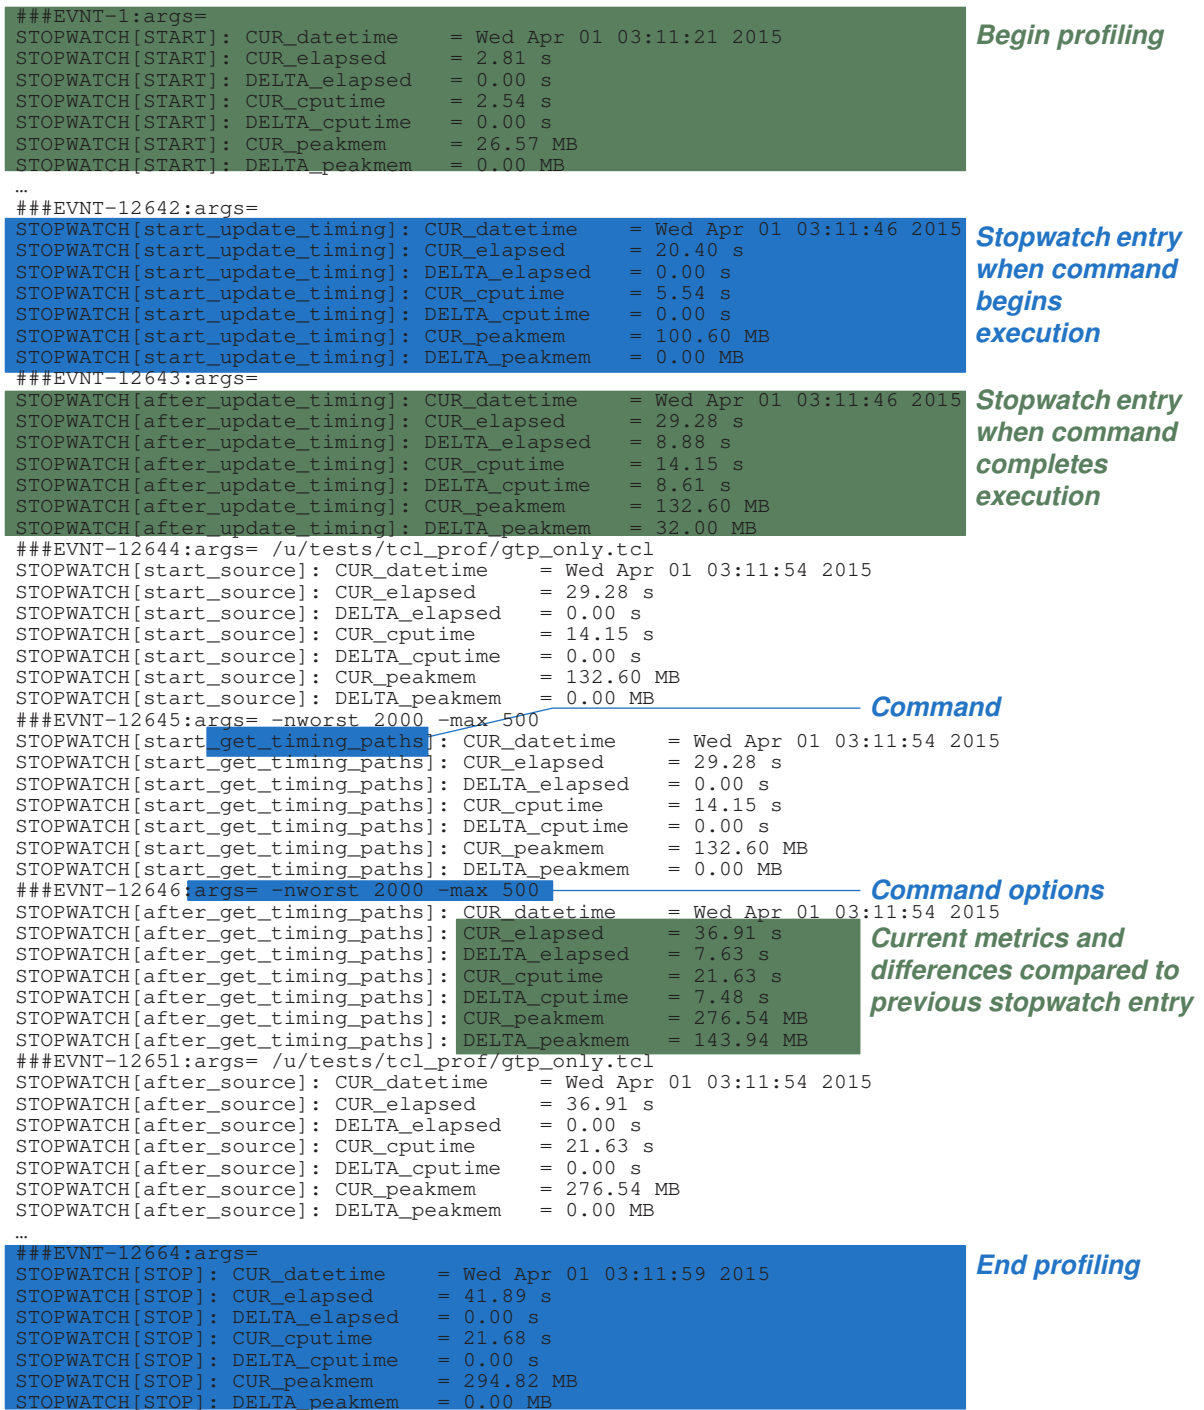 ###EVNT-1:args=
STOPWATCH[START]: CUR_datetime = Wed Apr 01 03:11:21 2015
Begin profiling
STOPWATCH[START]: CUR_elapsed = 2.81 s
STOPWATCH[START]: DELTA_elapsed = 0.00 s
STOPWATCH[START]: CUR_cputime = 2.54 s
STOPWATCH[START]: DELTA_cputime = 0.00 s
STOPWATCH[START]: CUR_peakmem = 26.57 MB
STOPWATCH[START]: DELTA_peakmem = 0.00 MB
…
###EVNT-12642:args=
STOPWATCH[start_update_timing]: CUR_datetime = Wed Apr 01 03:11:46 2015
STOPWATCH[start_update_timing]: CUR_elapsed = 20.40 s
STOPWATCH[start_update_timing]: DELTA_elapsed = 0.00 s
STOPWATCH[start_update_timing]: CUR_cputime = 5.54 s
STOPWATCH[start_update_timing]: DELTA_cputime = 0.00 s
STOPWATCH[start_update_timing]: CUR_peakmem = 100.60 MB
STOPWATCH[start_update_timing]: DELTA_peakmem = 0.00 MB
Stopwatch entry
when command
begins
execution
###EVNT-12643:args=
STOPWATCH[after_update_timing]: CUR_datetime = Wed Apr 01 03:11:46 2015
STOPWATCH[after_update_timing]: CUR_elapsed = 29.28 s
STOPWATCH[after_update_timing]: DELTA_elapsed = 8.88 s
STOPWATCH[after_update_timing]: CUR_cputime = 14.15 s
STOPWATCH[after_update_timing]: DELTA_cputime = 8.61 s
STOPWATCH[after_update_timing]: CUR_peakmem = 132.60 MB
STOPWATCH[after_update_timing]: DELTA_peakmem = 32.00 MB
Stopwatch entry
when command
completes
execution
###EVNT-12644:args= /u/tests/tcl_prof/gtp_only.tcl
STOPWATCH[start_source]: CUR_datetime = Wed Apr 01 03:11:54 2015
STOPWATCH[start_source]: CUR_elapsed = 29.28 s
STOPWATCH[start_source]: DELTA_elapsed = 0.00 s
STOPWATCH[start_source]: CUR_cputime = 14.15 s
STOPWATCH[start_source]: DELTA_cputime = 0.00 s
STOPWATCH[start_source]: CUR_peakmem = 132.60 MB
STOPWATCH[start_source]: DELTA_peakmem = 0.00 MB
Command
###EVNT-12645:args= -nworst 2000 -max 500
STOPWATCH[start_get_timing_paths]: CUR_datetime = Wed Apr 01 03:11:54 2015
STOPWATCH[start_get_timing_paths]: CUR_elapsed = 29.28 s
STOPWATCH[start_get_timing_paths]: DELTA_elapsed = 0.00 s
STOPWATCH[start_get_timing_paths]: CUR_cputime = 14.15 s
STOPWATCH[start_get_timing_paths]: DELTA_cputime = 0.00 s
STOPWATCH[start_get_timing_paths]: CUR_peakmem = 132.60 MB
STOPWATCH[start_get_timing_paths]: DELTA_peakmem = 0.00 MB
###EVNT-12646:args= -nworst 2000 -max 500
Command options
STOPWATCH[after_get_timing_paths]: CUR_datetime = Wed Apr 01 03:11:54 2015
STOPWATCH[after_get_timing_paths]: CUR_elapsed = 36.91 s
STOPWATCH[after_get_timing_paths]: DELTA_elapsed = 7.63 s
STOPWATCH[after_get_timing_paths]: CUR_cputime = 21.63 s
STOPWATCH[after_get_timing_paths]: DELTA_cputime = 7.48 s
STOPWATCH[after_get_timing_paths]: CUR_peakmem = 276.54 MB
STOPWATCH[after_get_timing_paths]: DELTA_peakmem = 143.94 MB
Current metrics and
differences compared to
previous stopwatch entry
###EVNT-12651:args= /u/tests/tcl_prof/gtp_only.tcl
STOPWATCH[after_source]: CUR_datetime = Wed Apr 01 03:11:54 2015
STOPWATCH[after_source]: CUR_elapsed = 36.91 s
STOPWATCH[after_source]: DELTA_elapsed = 0.00 s
STOPWATCH[after_source]: CUR_cputime = 21.63 s
STOPWATCH[after_source]: DELTA_cputime = 0.00 s
STOPWATCH[after_source]: CUR_peakmem = 276.54 MB
STOPWATCH[after_source]: DELTA_peakmem = 0.00 MB
…
###EVNT-12664:args=
End profiling
STOPWATCH[STOP]: CUR_datetime = Wed Apr 01 03:11:59 2015
STOPWATCH[STOP]: CUR_elapsed = 41.89 s
STOPWATCH[STOP]: DELTA_elapsed = 0.00 s
STOPWATCH[STOP]: CUR_cputime = 21.68 s
STOPWATCH[STOP]: DELTA_cputime = 0.00 s
STOPWATCH[STOP]: CUR_peakmem = 294.82 MB
STOPWATCH[STOP]: DELTA_peakmem = 0.00 MB